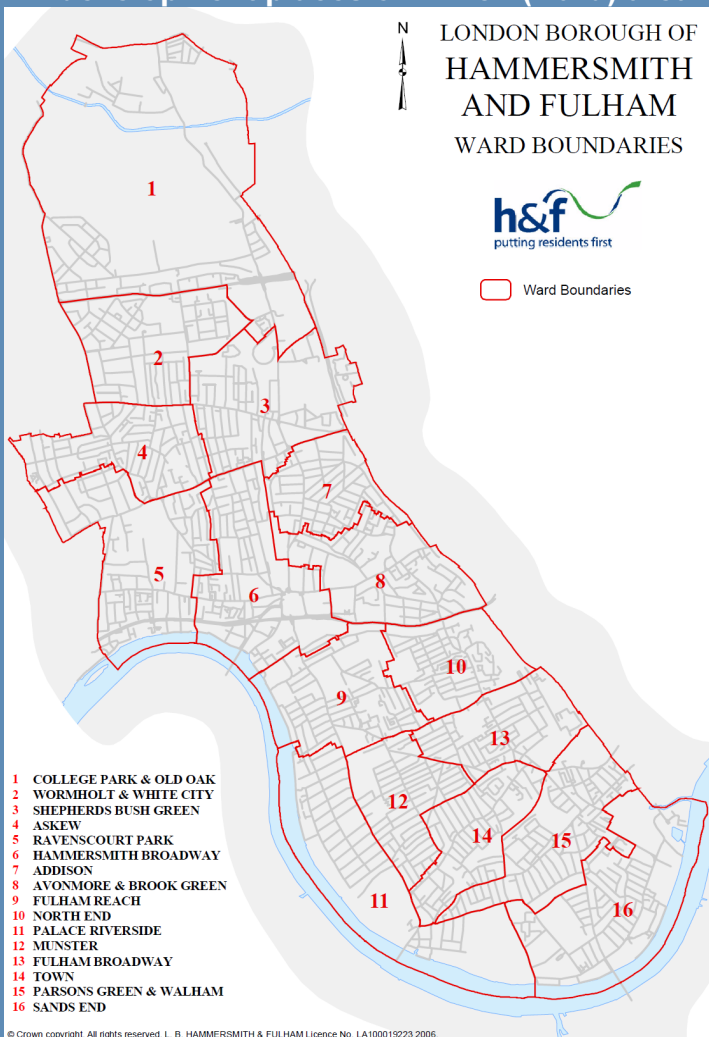 N
LONDON BOROUGH OF
HAMMERSMITH
AND FULHAM
WARD BOUNDARIES
h&f
putting residents first
Ward Boundaries
1
2
3
4
7
5
6
8
10
9
13
12
14
15
11
16
1 COLLEGE PARK & OLD OAK
2 WORMHOLT & WHITE CITY
3 SHEPHERDS BUSH GREEN
4 ASKEW
5 RAVENSCOURT PARK
6 HAMMERSMITH BROADWAY
7 ADDISON
8 AVONMORE & BROOK GREEN
9 FULHAM REACH
10 NORTH END
11 PALACE RIVERSIDE
12 MUNSTER
13 FULHAM BROADWAY
14 TOWN
15 PARSONS GREEN & WALHAM
16 SANDS END
© Crown copyright. All rights reserved. L. B. HAMMERSMITH & FULHAM Licence No. LA100019223 2006.